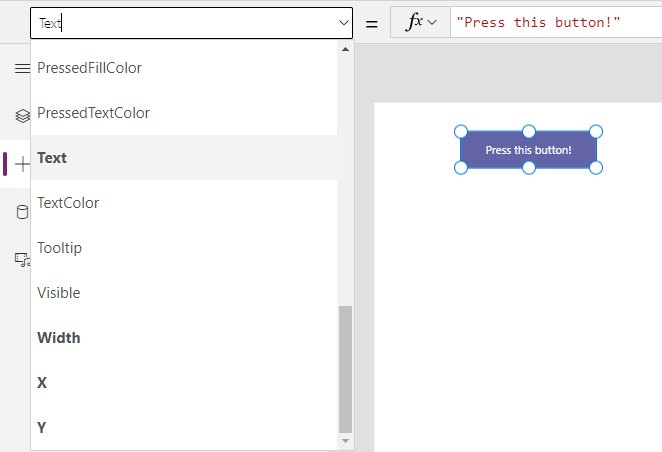 Text = fx "Press this button!"
PressedFillColor
PressedTextColor
Press this button!
Text
TextColor
Tooltip
Visible
Width
X
Y